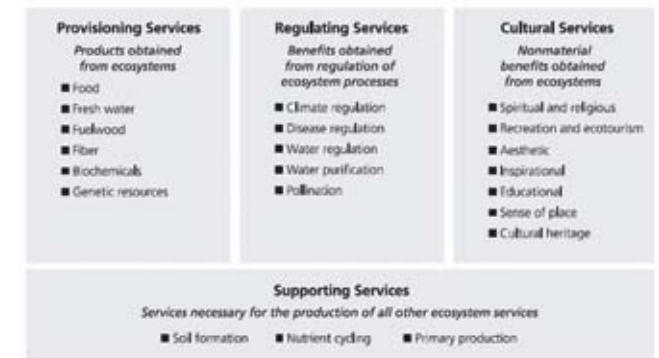 Provisioning Services
Products obtained
from ecosystems
■ Food
■ Fresh water
■ Fuelwood
■ Fiber
■ Biochemicals
■ Genetic resources
Regulating Services
Benefits obtained
from regulation of
ecosystem processes
■ Climate regulation
■ Disease regulation
■ Water regulation
■ Water purification
■ Pollination
Cultural Services
Nonmaterial
benefits obtained
from ecosystems
■ Spiritual and religious
■ Recreation and ecotourism
■ Aesthetic
■ Inspirational
■ Educational
■ Sense of place
■ Cultural heritage
Supporting Services
Services necessary for the production of all other ecosystem services
■ Soil formation ■ Nutrient cycling ■ Primary production